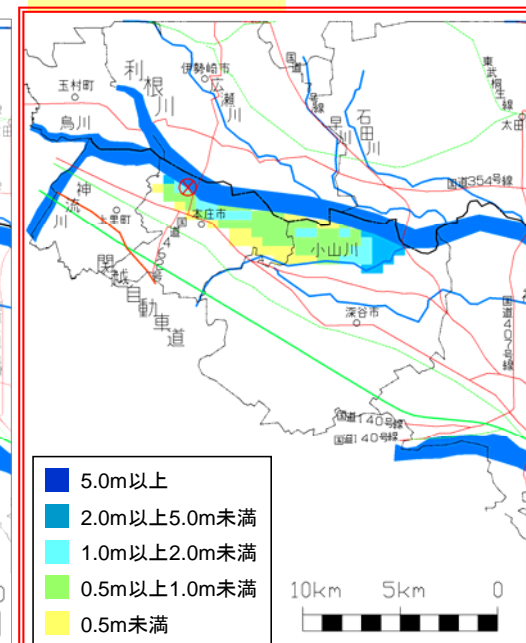 玉村町
利根川
伊勢崎市
広瀬川
国道17号線
早川
石田川
東武桐生線
太田
烏川
国道354号線
神流川
上里町
本庄市
小山川
関越自動車道
深谷市
国道407号線
国道140号線
国道140号線
5.0m以上
2.0m以上5.0m未満
1.0m以上2.0m未満
0.5m以上1.0m未満
0.5m未満
10km 5km 0